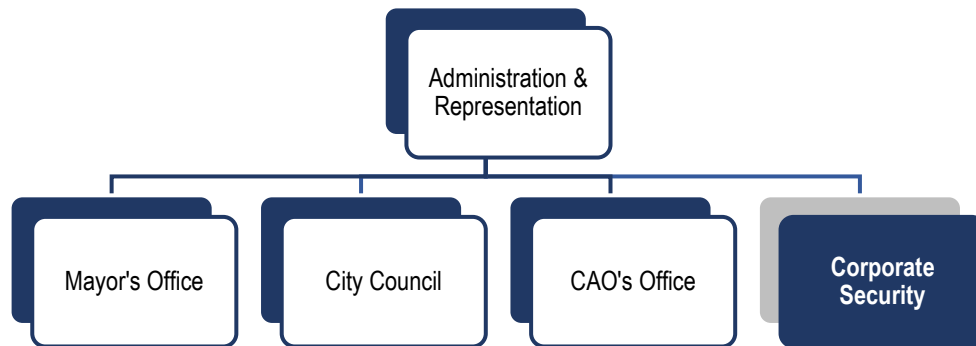 Administration &
Representation
Mayor's Office
City Council
CAO's Office
Corporate
Security